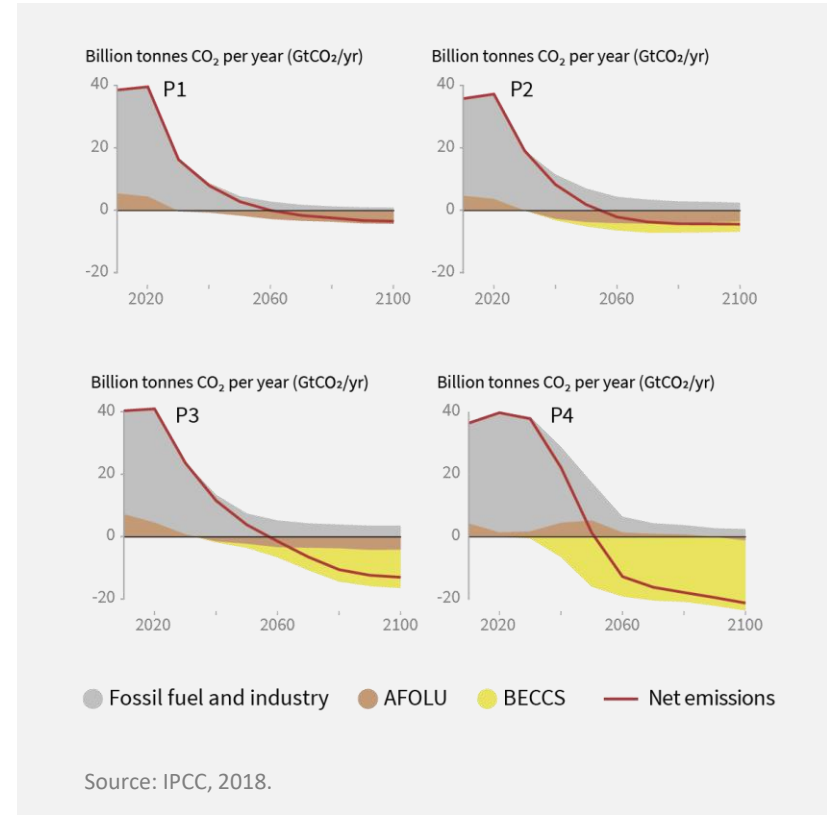 Billion tonnes CO₂ per year (GtCO₂/yr)
40
P1
20
0
-20
2020
2060
2100
Billion tonnes CO₂ per year (GtCO₂/yr)
40
P2
20
0
-20
2020
2060
2100
Billion tonnes CO₂ per year (GtCO₂/yr)
40
P3
20
0
-20
2020
2060
2100
Billion tonnes CO₂ per year (GtCO₂/yr)
40
P4
20
0
-20
2020
2060
2100
Fossil fuel and industry AFOLU BECCS Net emissions
Source: IPCC, 2018.